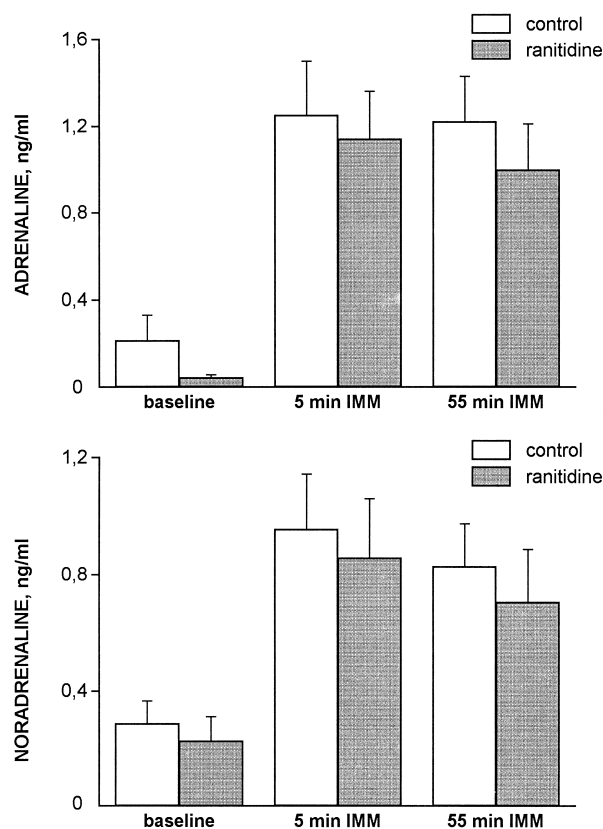 control
ranitidine
1,6
1,2
0,8
0,4
0
ADRENALINE, ng/ml
baseline 5 min IMM 55 min IMM
control
ranitidine
1,2
0,8
0,4
0
NORADRENALINE, ng/ml
baseline 5 min IMM 55 min IMM